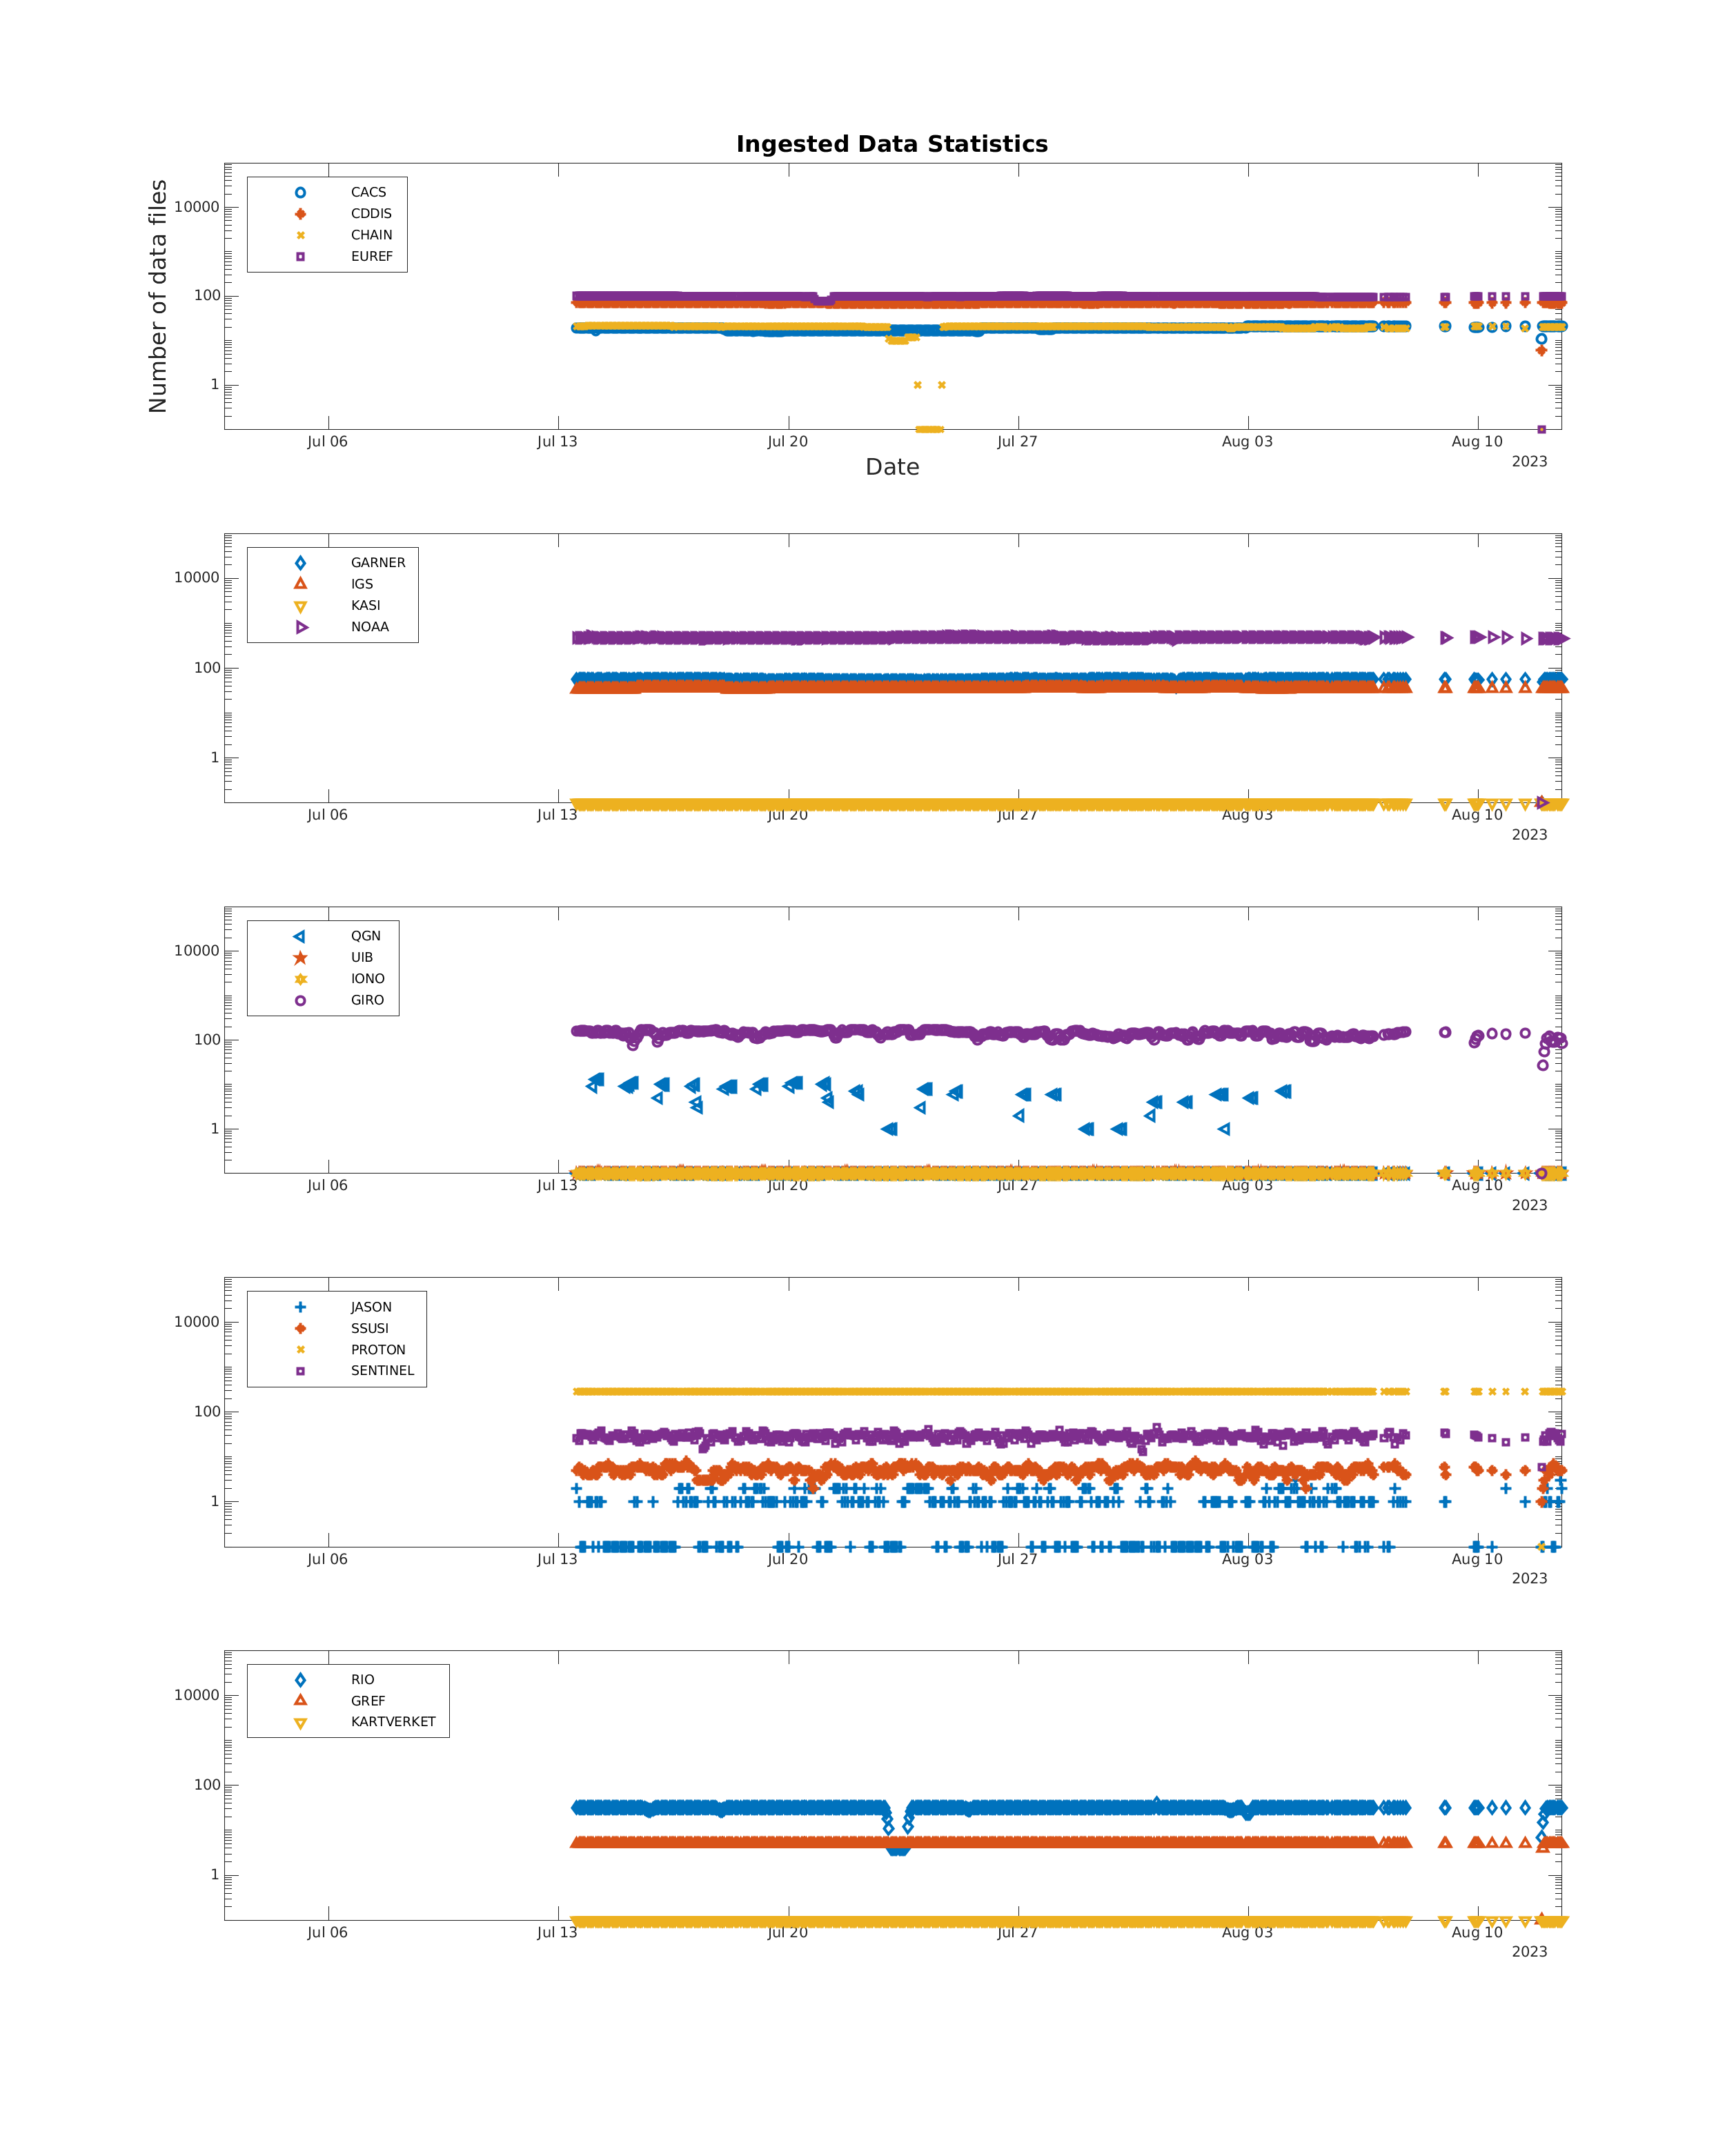 Ingested Data Statistics
Number of data files
CACS
CDDIS
CHAIN
EUREF
10000
100
1
Jul 06 Jul 13 Jul 20 Jul 27 Aug 03 Aug 10
2023
Date
GARNER
IGS
KASI
NOAA
10000
100
1
Jul 06 Jul 13 Jul 20 Jul 27 Aug 03 Aug 10
2023
QGN
UIB
IONO
GIRO
10000
100
1
Jul 06 Jul 13 Jul 20 Jul 27 Aug 03 Aug 10
2023
JASON
SSUSI
PROTON
SENTINEL
10000
100
1
Jul 06 Jul 13 Jul 20 Jul 27 Aug 03 Aug 10
2023
RIO
GREF
KARTVERKET
10000
100
1
Jul 06 Jul 13 Jul 20 Jul 27 Aug 03 Aug 10
2023